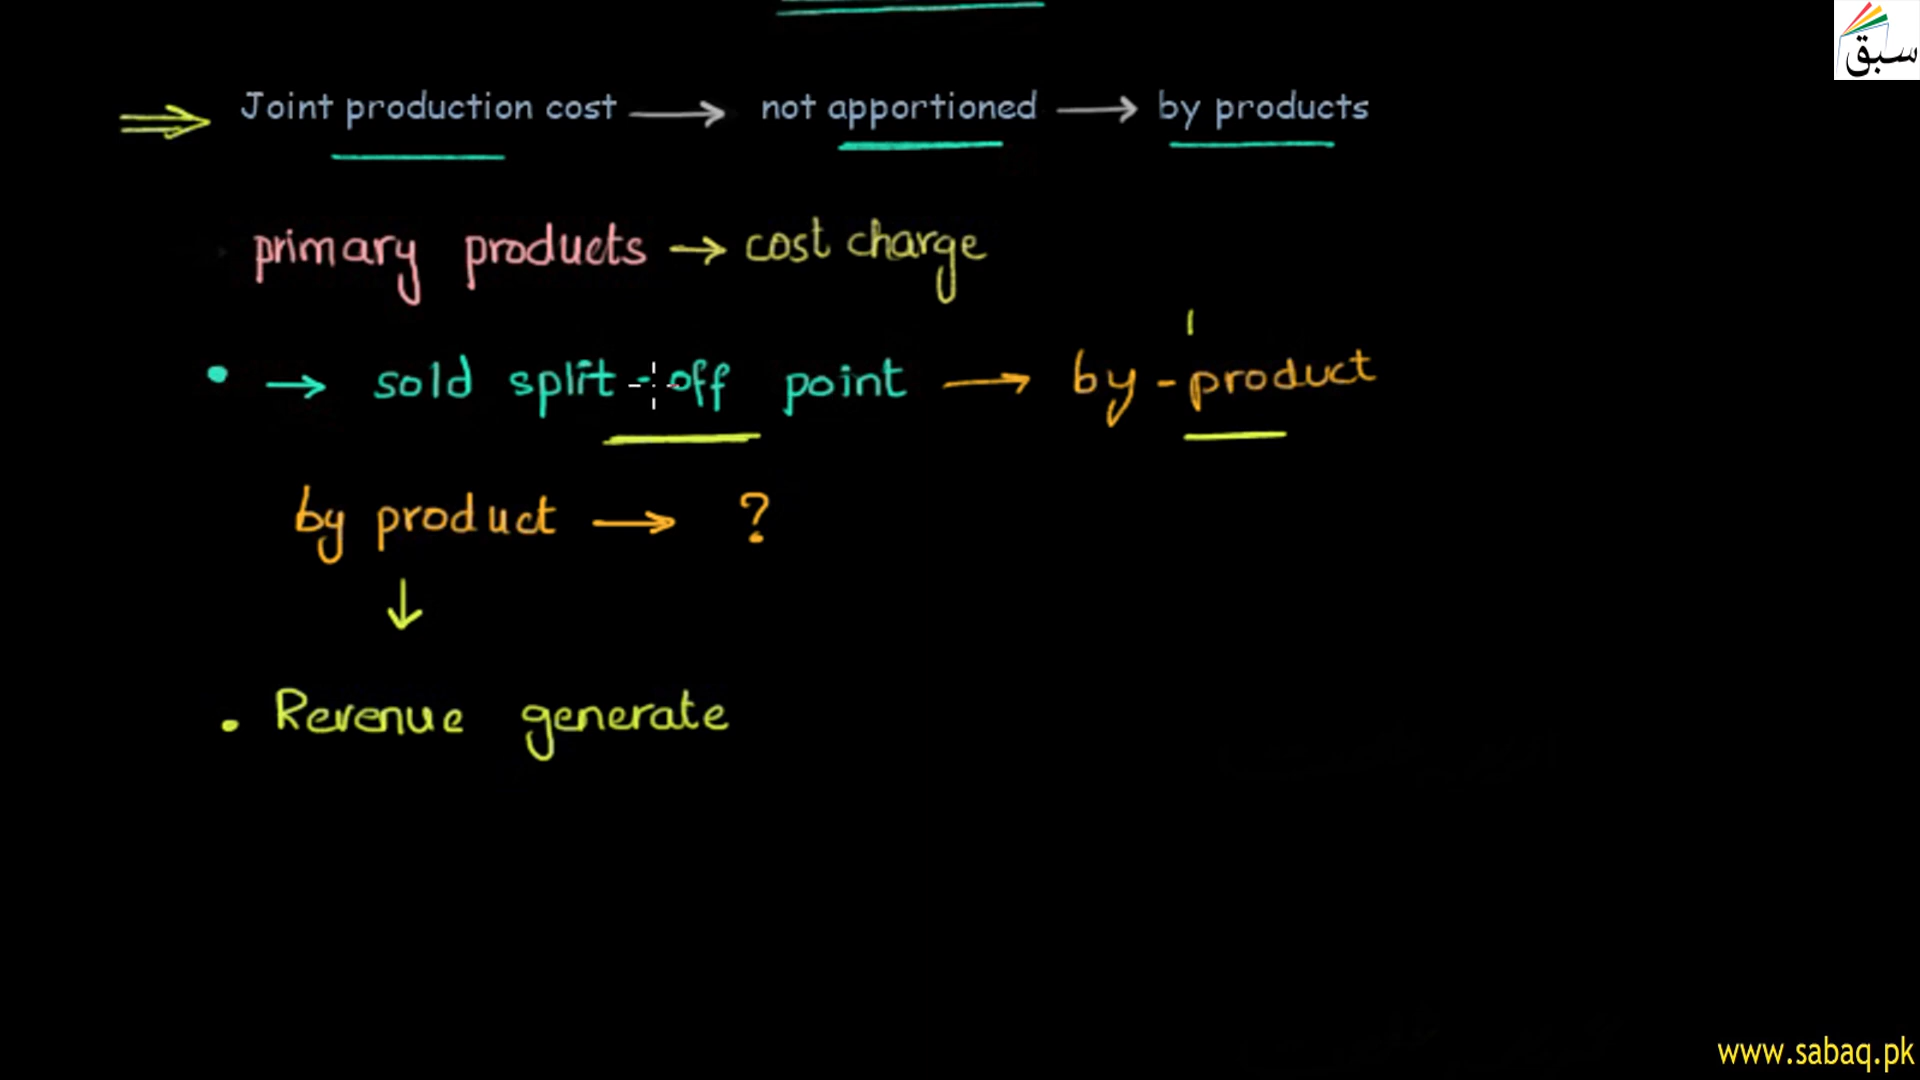 سبق
Joint production cost → not apportioned → by products
primary products → cost charge
• → sold split-off point → by-product
by product → ?
↓
• Revenue generate
www.sabaq.pk